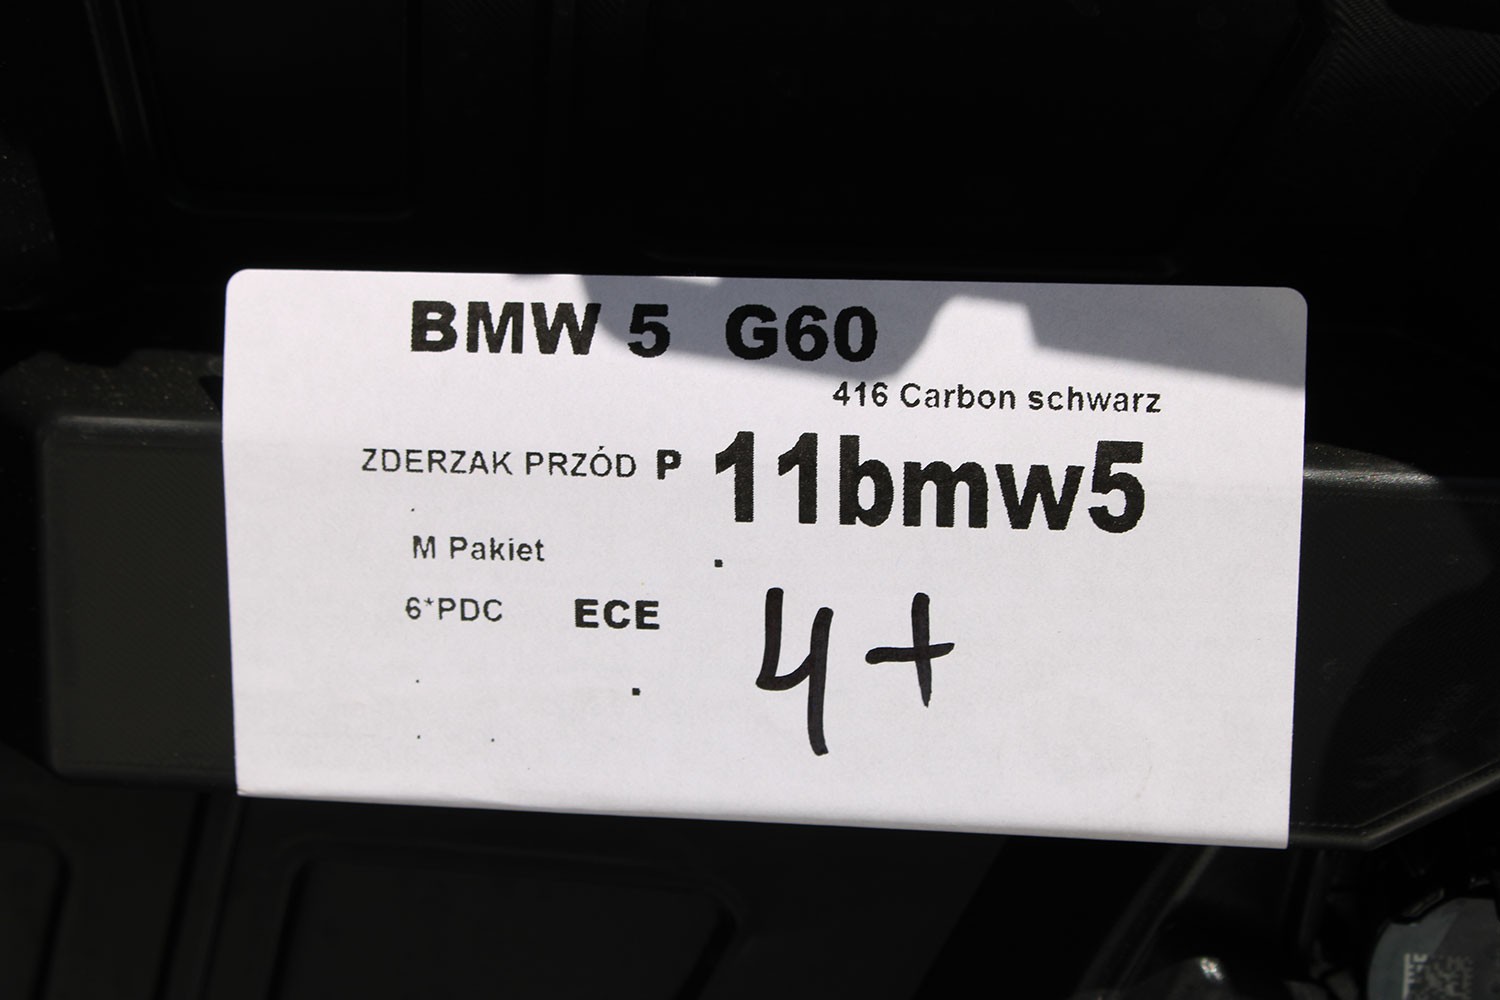 BMW 5 G60
416 Carbon schwarz
ZDERZAK PRZÓD P 11bmw5
M Pakiet
6*PDC ECE
4+